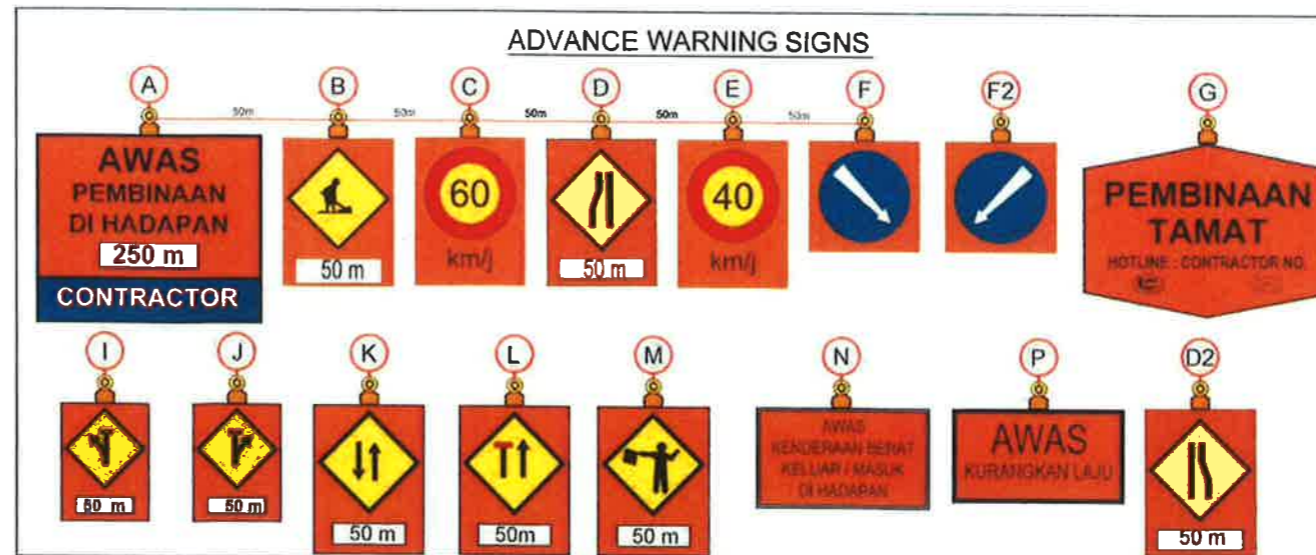 ADVANCE WARNING SIGNS
A
B
C
D
E
F
F2
G
50m
50m
50m
50m
50m
AWAS
PEMBINAAN
DI HADAPAN
250 m
CONTRACTOR
50 m
60
km/j
50 m
40
km/j
PEMBINAAN
TAMAT
HOTLINE : CONTRACTOR NO.
I
J
K
L
M
N
P
D2
50 m
50 m
50 m
50m
50 m
AWAS
KENDERAAN BERAT
KELUAR / MASUK
DI HADAPAN
AWAS
KURANGKAN LAJU
50 m